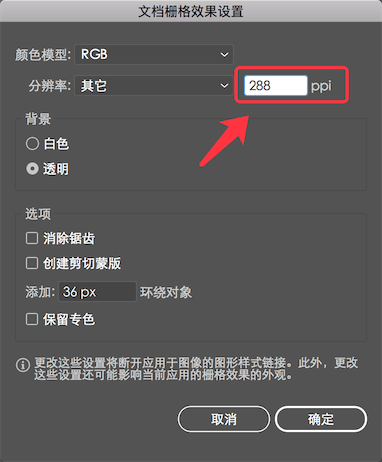 文档栅格效果设置
颜色模型: RGB
分辨率: 其它 288 ppi
背景
白色
透明
选项
消除锯齿
创建剪切蒙版
添加: 36 px 环绕对象
保留专色
更改这些设置将断开应用于图像的图形样式链接。此外，更改
这些设置还可能影响当前应用的栅格效果的外观。
取消 确定